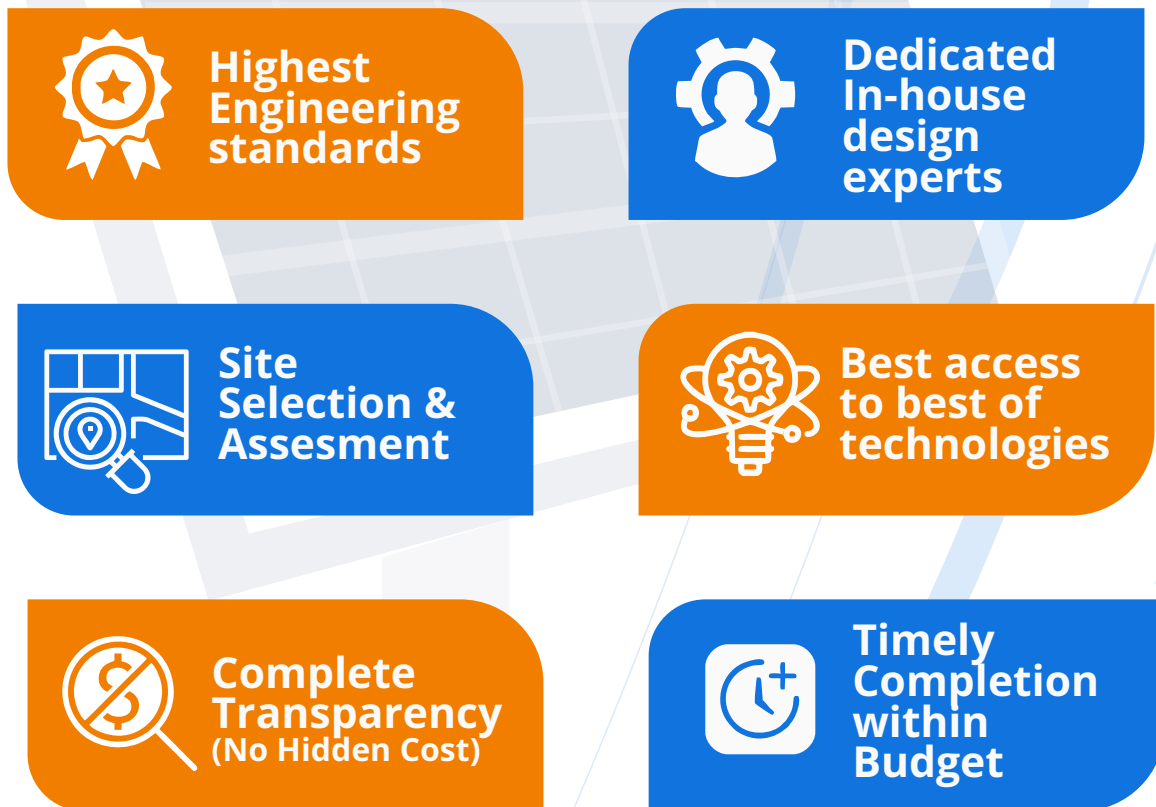 Highest
Engineering
standards
Dedicated
In-house
design
experts
Site
Selection &
Assesment
Best access
to best of
technologies
Complete
Transparency
(No Hidden Cost)
Timely
Completion
within
Budget